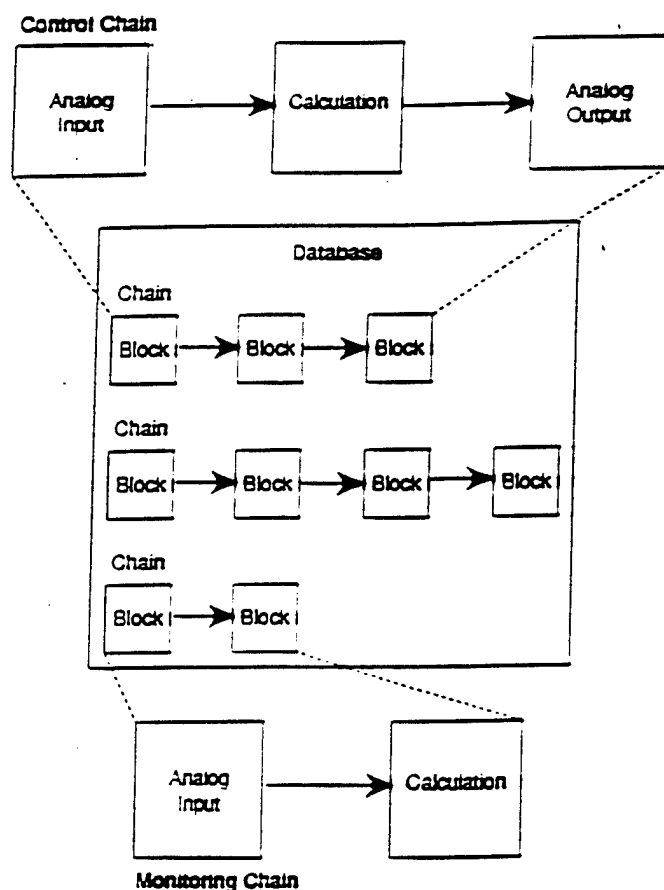 Control Chain
Analog
Input
Calculation
Analog
Output
Database
Chain
Block
Block
Block
Chain
Block
Block
Block
Block
Chain
Block
Block
Analog
Input
Calculation
Monitoring Chain